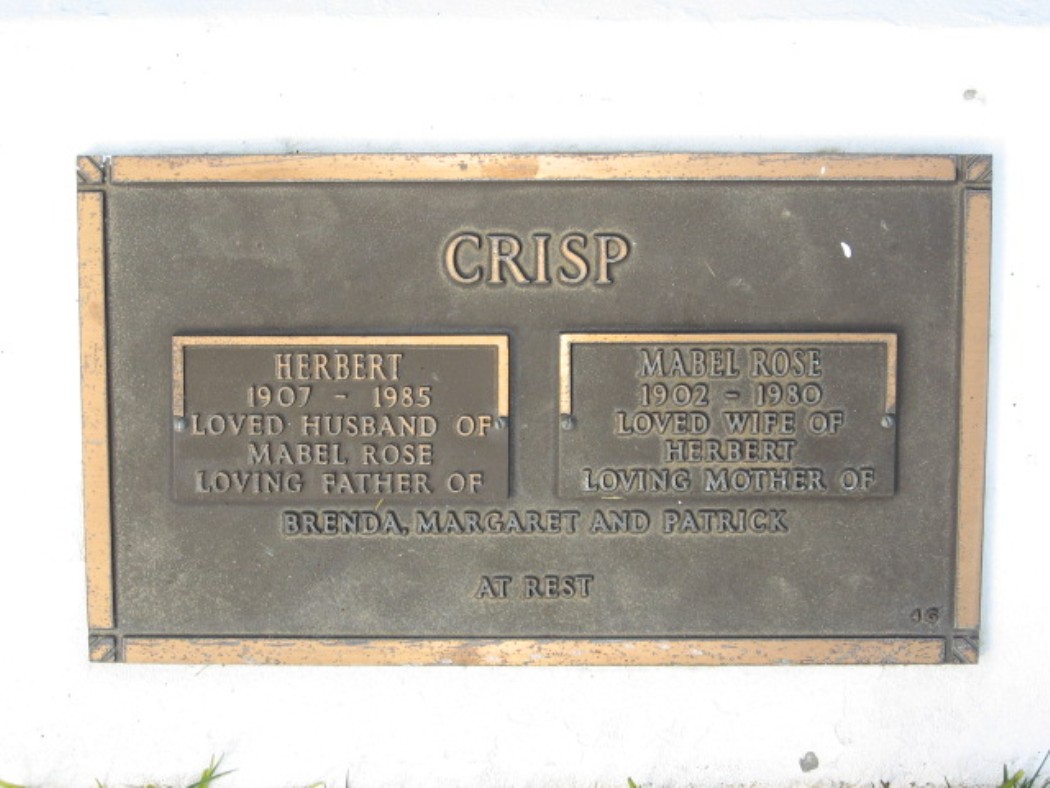 CRISP
HERBERT
1907 - 1985
LOVED HUSBAND OF
MABEL ROSE
LOVING FATHER OF
MABEL ROSE
1902 - 1980
LOVED WIFE OF
HERBERT
LOVING MOTHER OF
BRENDA, MARGARET AND PATRICK
AT REST
46